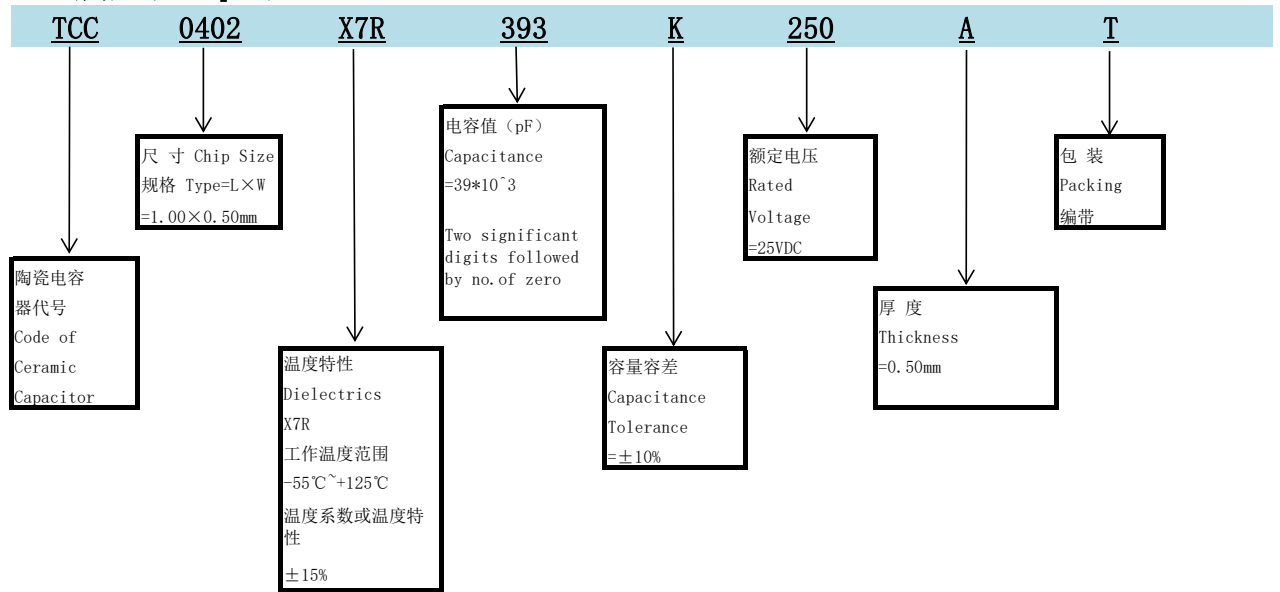 TCC 0402 X7R 393 K 250 A T
陶瓷电容
器代号
Code of
Ceramic
Capacitor
尺 寸 Chip Size
规格 Type=L×W
=1.00×0.50mm
温度特性
Dielectrics
X7R
工作温度范围
-55℃~+125℃
温度系数或温度特
性
±15%
电容值（pF）
Capacitance
=39*10^3
Two significant
digits followed
by no.of zero
容量容差
Capacitance
Tolerance
=±10%
额定电压
Rated
Voltage
=25VDC
厚 度
Thickness
=0.50mm
包 装
Packing
编带